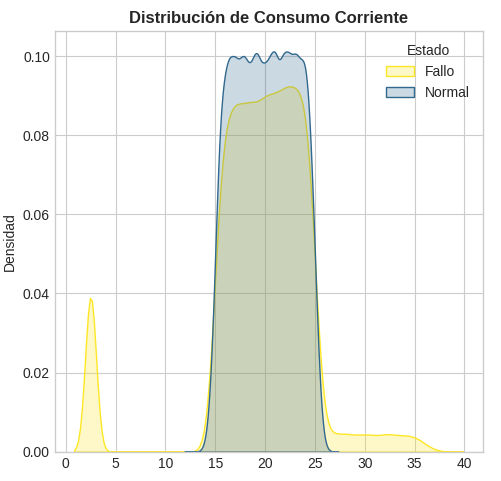 Distribución de Consumo Corriente
Estado
Fallo
Normal
Densidad
0.10
0.08
0.06
0.04
0.02
0.00
0 5 10 15 20 25 30 35 40